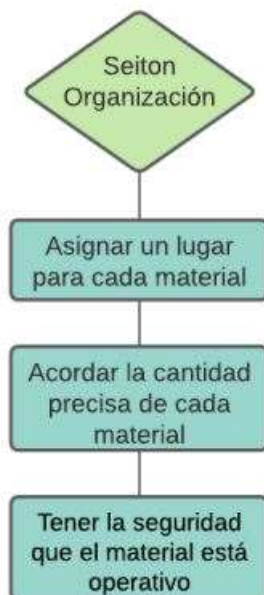 Seiton
Organización
Asignar un lugar
para cada material
Acordar la cantidad
precisa de cada
material
Tener la seguridad
que el material está
operativo